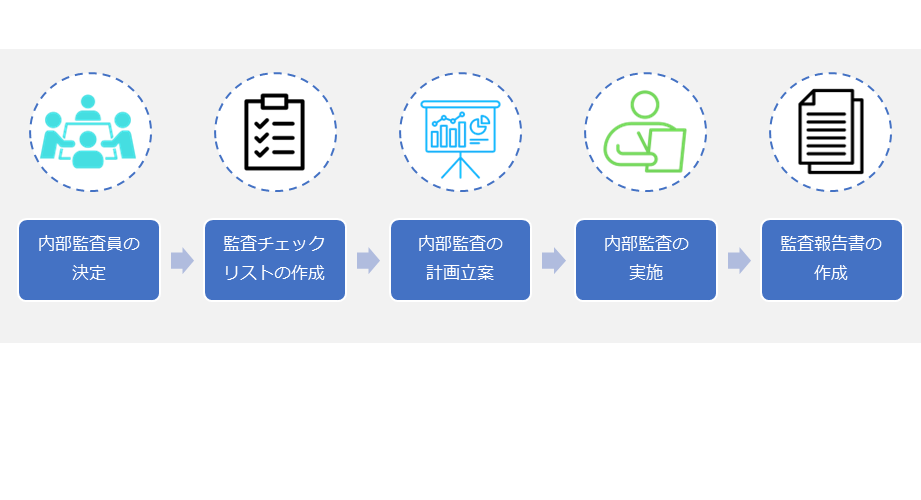 内部監査員の
決定
監査チェック
リストの作成
内部監査の
計画立案
内部監査の
実施
監査報告書の
作成